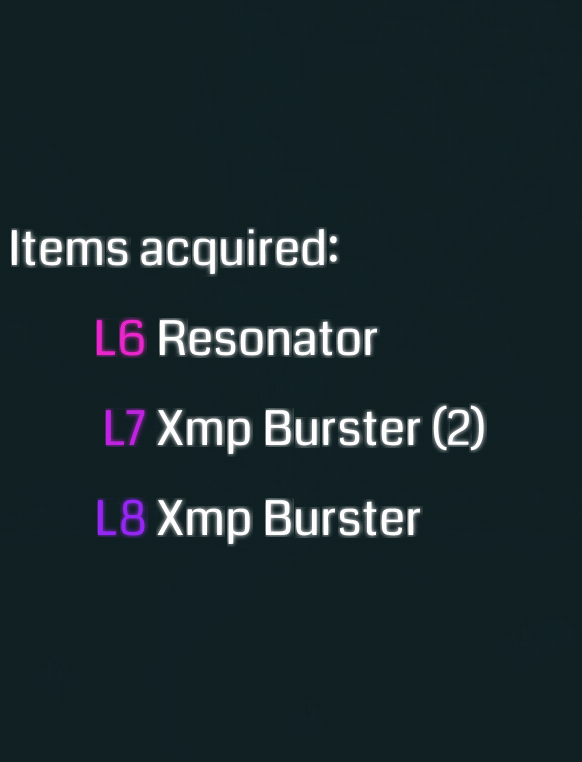 Items acquired:
L6 Resonator
L7 Xmp Burster (2)
L8 Xmp Burster